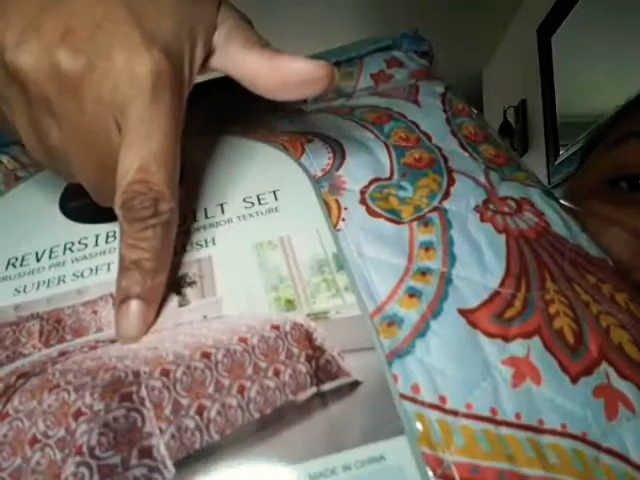 REVERSIB ILT SET
BRUSHED PRE WASHED SUPERIOR TEXTURE
SUPER SOFT USH
MADE IN CHINA